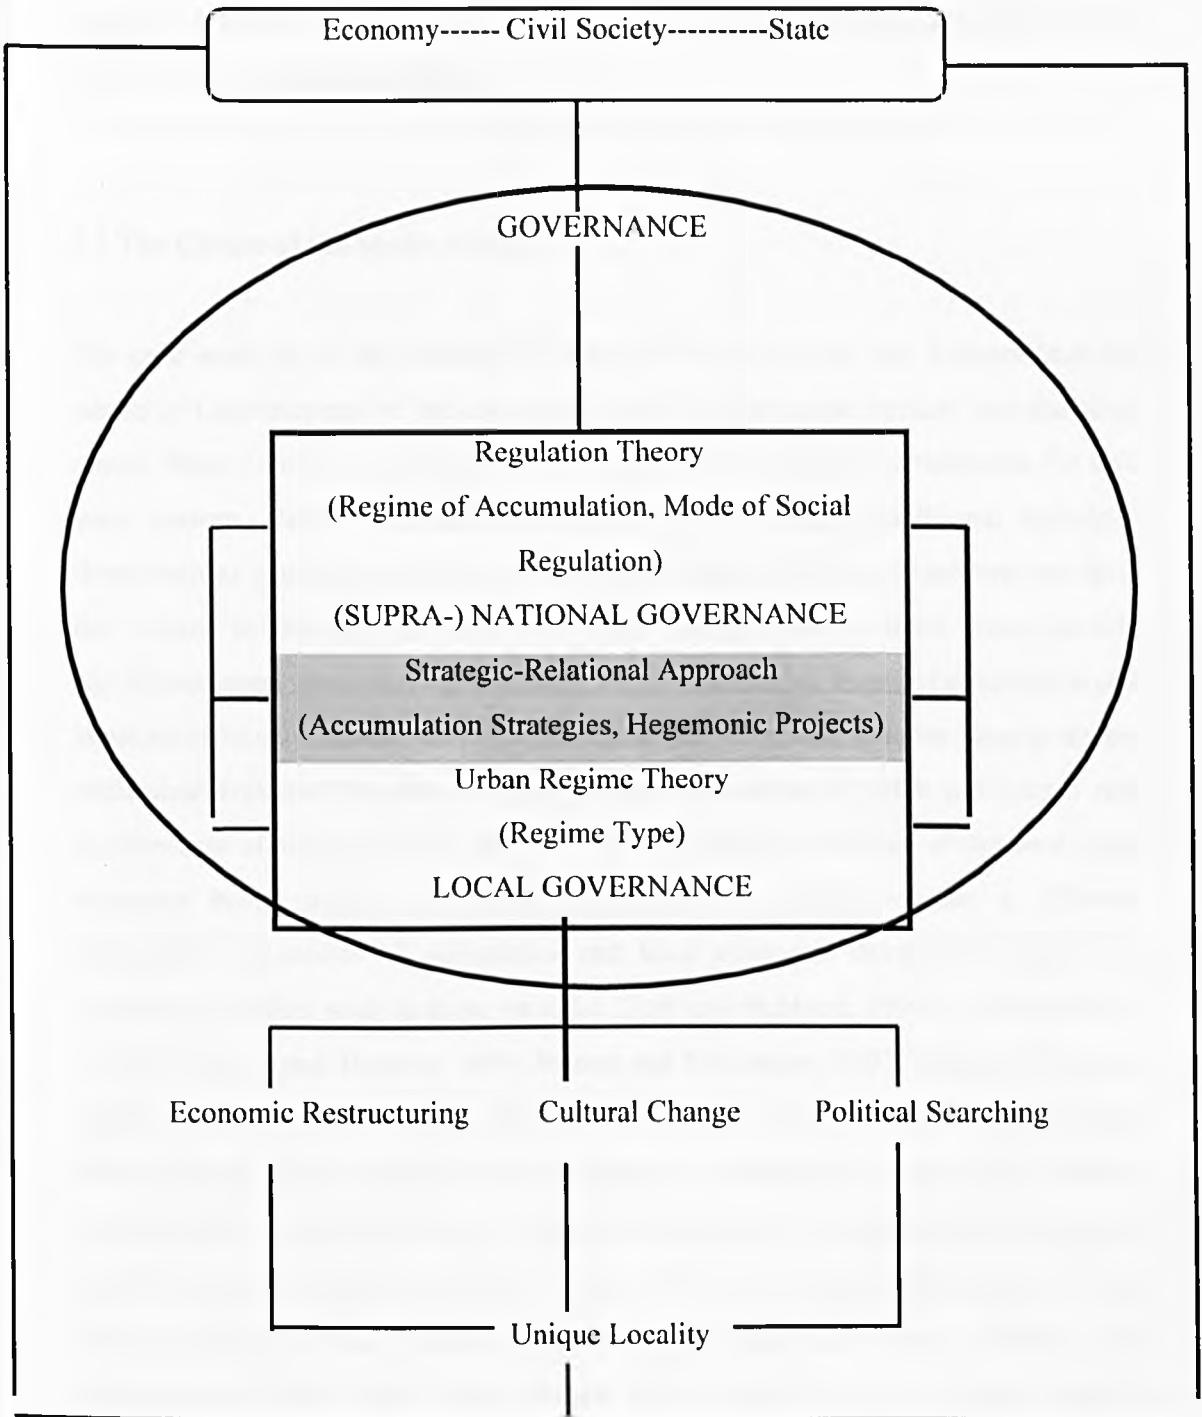 Economy------ Civil Society----------State
GOVERNANCE
Regulation Theory
(Regime of Accumulation, Mode of Social
Regulation)
(SUPRA-) NATIONAL GOVERNANCE
Strategic-Relational Approach
(Accumulation Strategies, Hegemonic Projects)
Urban Regime Theory
(Regime Type)
LOCAL GOVERNANCE
Economic Restructuring Cultural Change Political Searching
Unique Locality